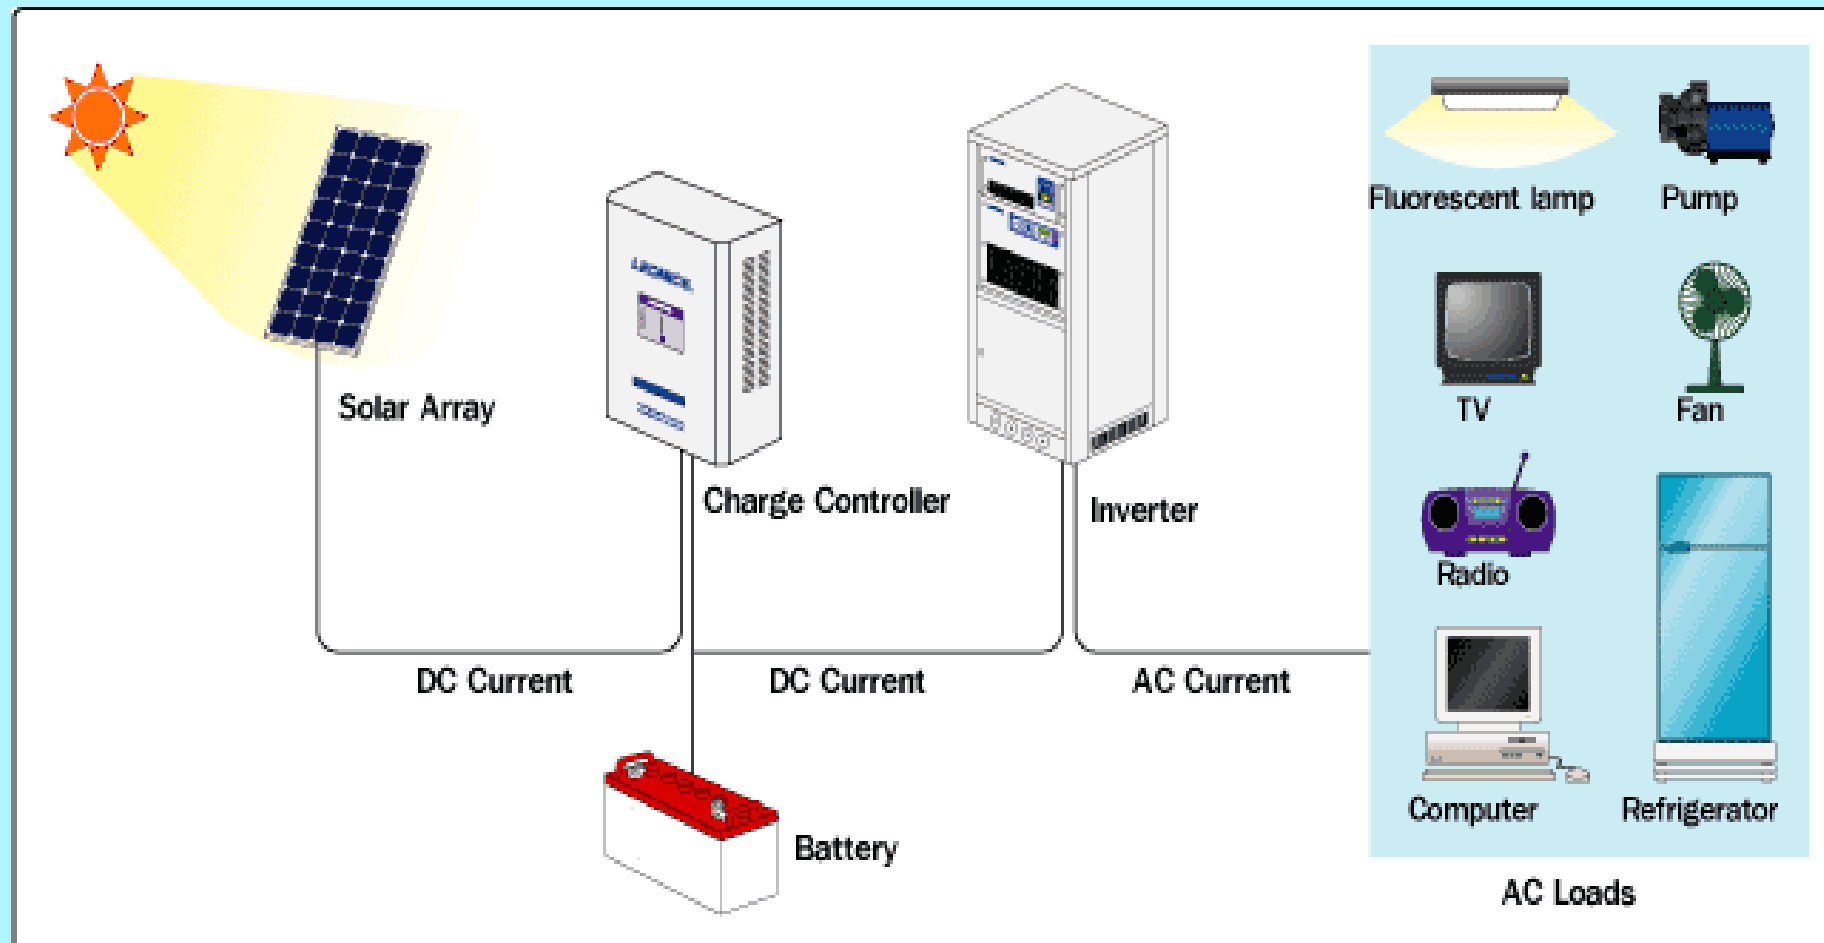 Fluorescent lamp
Pump
Solar Array
TV
Fan
Charge Controller
Inverter
Radio
DC Current
DC Current
AC Current
Computer
Refrigerator
Battery
AC Loads